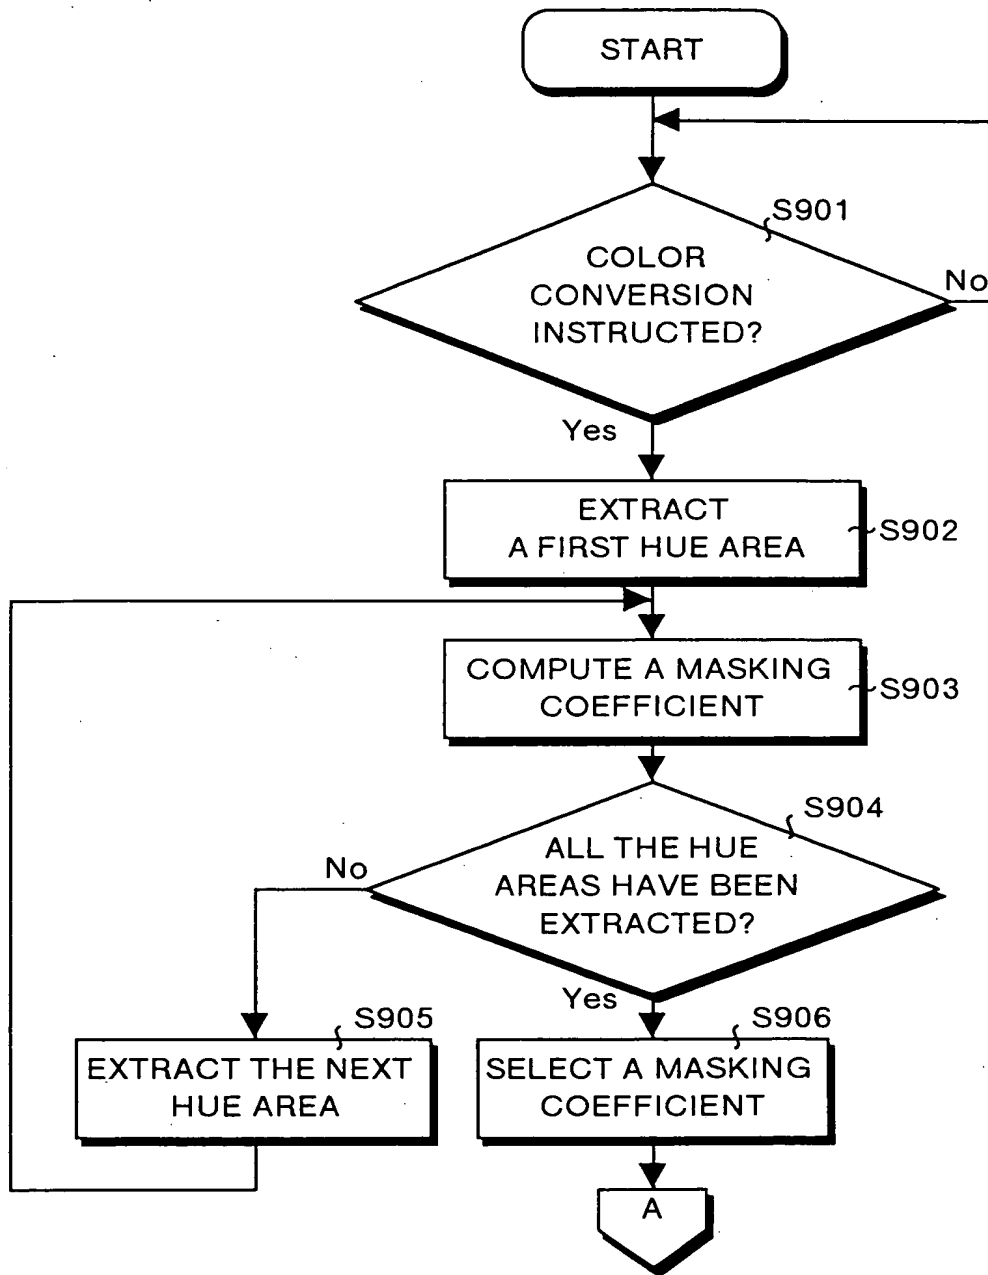 START
S901
COLOR
CONVERSION
INSTRUCTED?
No
Yes
EXTRACT
A FIRST HUE AREA
S902
COMPUTE A MASKING
COEFFICIENT
S903
S904
ALL THE HUE
AREAS HAVE BEEN
EXTRACTED?
No
Yes
S905
EXTRACT THE NEXT
HUE AREA
S906
SELECT A MASKING
COEFFICIENT
A